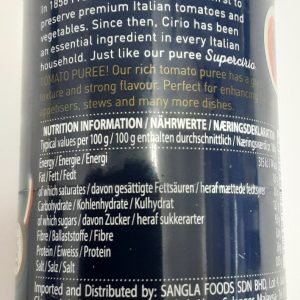 In 1856
preserve premium Italian tomatoes and
vegetables. Since then, Cirio has been
an essential ingredient in every Italian
household. Just like our puree Supercirio.
TOMATO PUREE! Our rich tomato puree has a
texture and strong flavour. Perfect for
appetisers, stews and many more dishes.
NUTRITION INFORMATION / NÄHRWERTE / NÆRINGSDEKLARATION
Typical values per 100 g / 100 g enthalten durchschnittlich /
Energy / Energie / Energi
Fat / Fett / Fedt
of which saturates / davon gesättigte Fettsäuren / heraf mættede fedtsyrer
Carbohydrate / Kohlenhydrate / Kulhydrat
of which sugars / davon Zucker / heraf sukkerarter
Fibre / Ballaststoffe / Fibre
Protein / Eiweiss / Protein
Salt / Salz / Salt
Imported and Distributed by: SANGLA FOODS SDN BHD, Lot